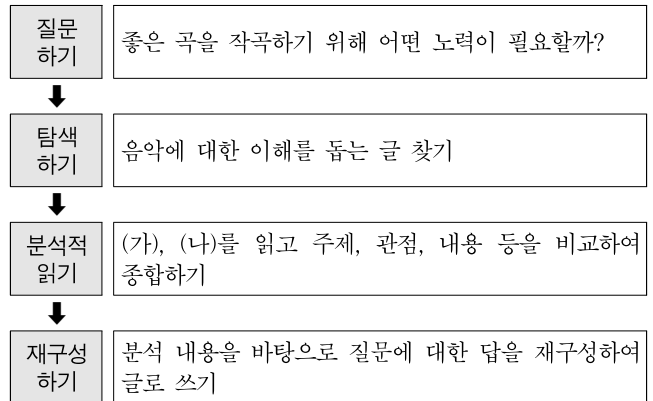 질문
하기
좋은 곡을 작곡하기 위해 어떤 노력이 필요할까?
탐색
하기
음악에 대한 이해를 돕는 글 찾기
분석적
읽기
(가), (나)를 읽고 주제, 관점, 내용 등을 비교하여
종합하기
재구성
하기
분석 내용을 바탕으로 질문에 대한 답을 재구성하여
글로 쓰기